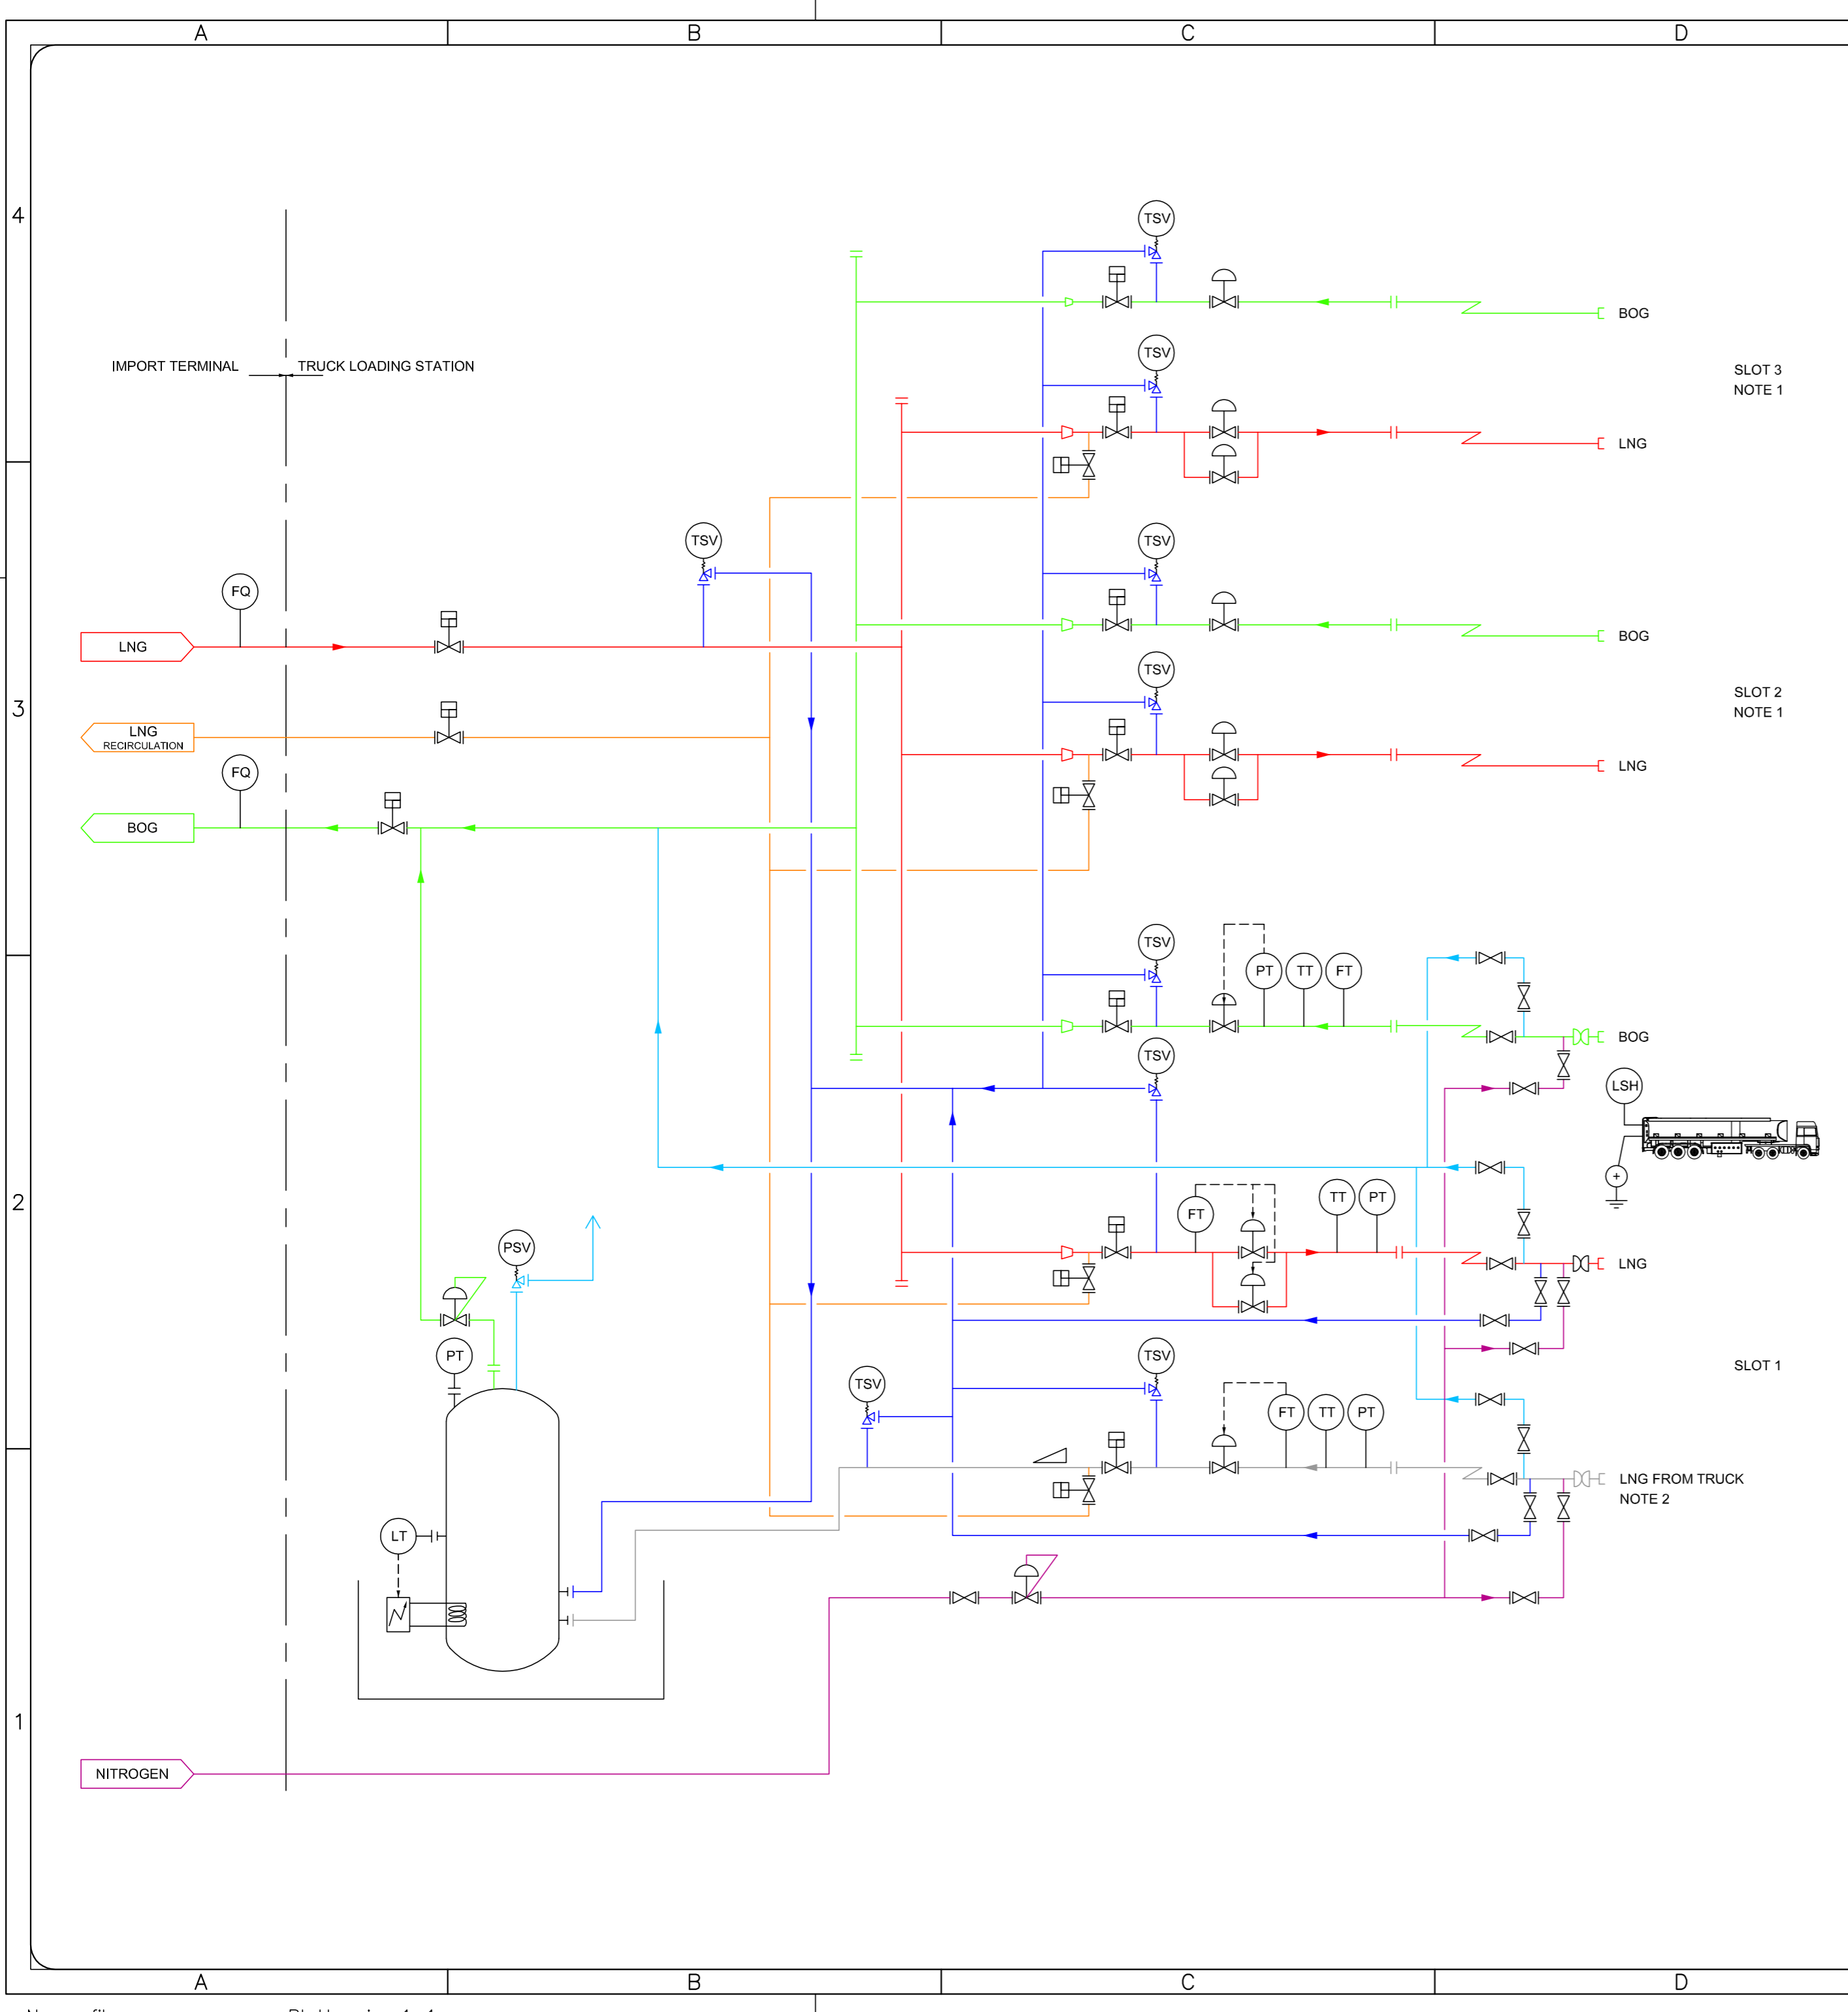 A B C D
4
TSV
BOG
IMPORT TERMINAL
TRUCK LOADING STATION
TSV
SLOT 3
NOTE 1
LNG
TSV
TSV
FQ
BOG
LNG
TSV
SLOT 2
NOTE 1
3
LNG
RECIRCULATION
FQ
LNG
BOG
TSV
PT TT FT
BOG
TSV
LSH
+
2
FT
TT PT
PSV
LNG
PT
TSV
TSV
SLOT 1
FT TT PT
LNG FROM TRUCK
NOTE 2
LT
1
NITROGEN
A B C D